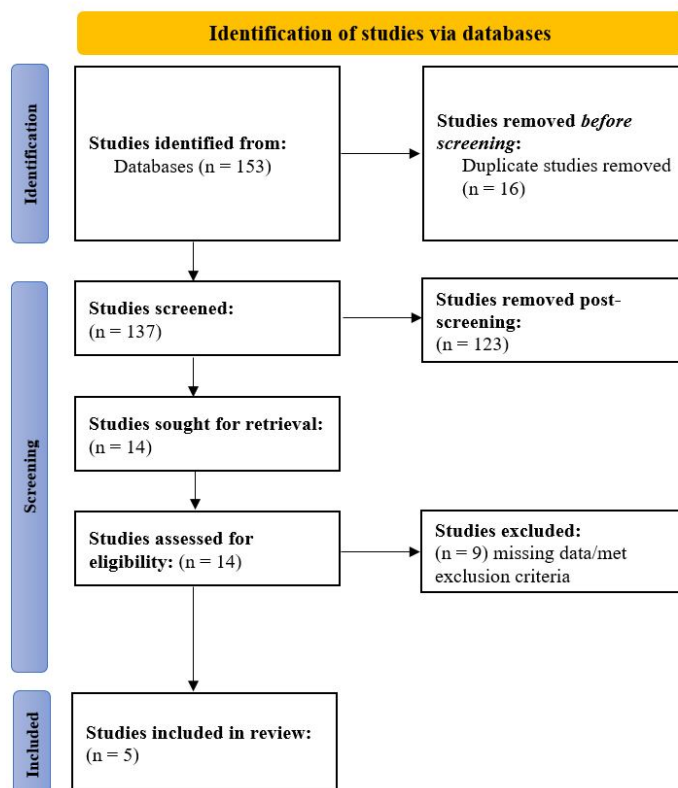 Identification of studies via databases
Identification
Studies identified from:
Databases (n = 153)
Studies removed before
screening:
Duplicate studies removed
(n = 16)
Screening
Studies screened:
(n = 137)
Studies removed post-
screening:
(n = 123)
Studies sought for retrieval:
(n = 14)
Studies assessed for
eligibility: (n = 14)
Studies excluded:
(n = 9) missing data/met
exclusion criteria
Included
Studies included in review:
(n = 5)